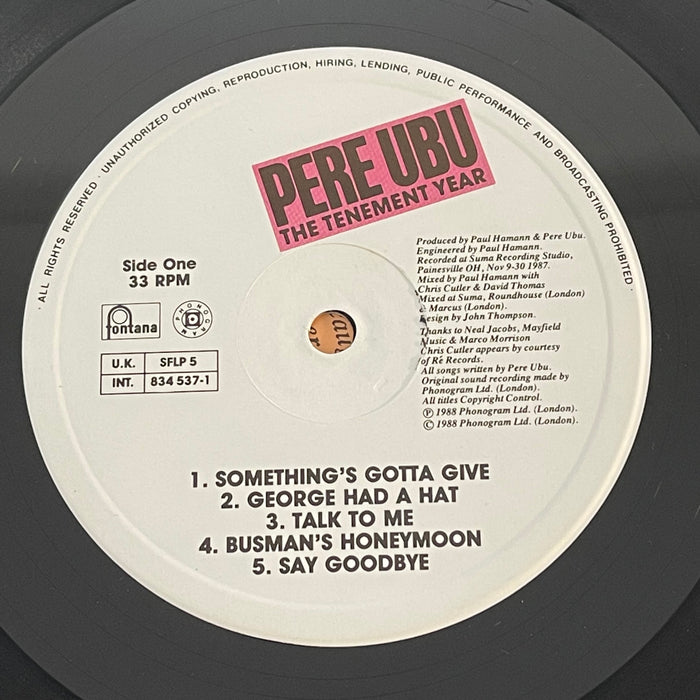 · ALL RIGHTS RESERVED · UNAUTHORIZED COPYING, REPRODUCTION, HIRING, LENDING, PUBLIC PERFORMANCE AND BROADCASTING PROHIBITED ·
PERE UBU
THE TENEMENT YEAR
Side One
33 RPM
fontana
PHONOGRAM
U.K. SFLP 5
INT. 834 537-1
Produced by Paul Hamann & Pere Ubu.
Engineered by Paul Hamann.
Recorded at Suma Recording Studio,
Painesville OH, Nov 9-30 1987.
Mixed by Paul Hamann with
Chris Cutler & David Thomas
Mixed at Suma, Roundhouse (London)
& Marcus (London).
Design by John Thompson.
Thanks to Neal Jacobs, Mayfield
Music & Marco Morrison
Chris Cutler appears by courtesy
of Rē Records.
All songs written by Pere Ubu.
Original sound recording made by
Phonogram Ltd. (London).
All titles Copyright Control.
℗ 1988 Phonogram Ltd. (London).
© 1988 Phonogram Ltd. (London).
1. SOMETHING'S GOTTA GIVE
2. GEORGE HAD A HAT
3. TALK TO ME
4. BUSMAN'S HONEYMOON
5. SAY GOODBYE